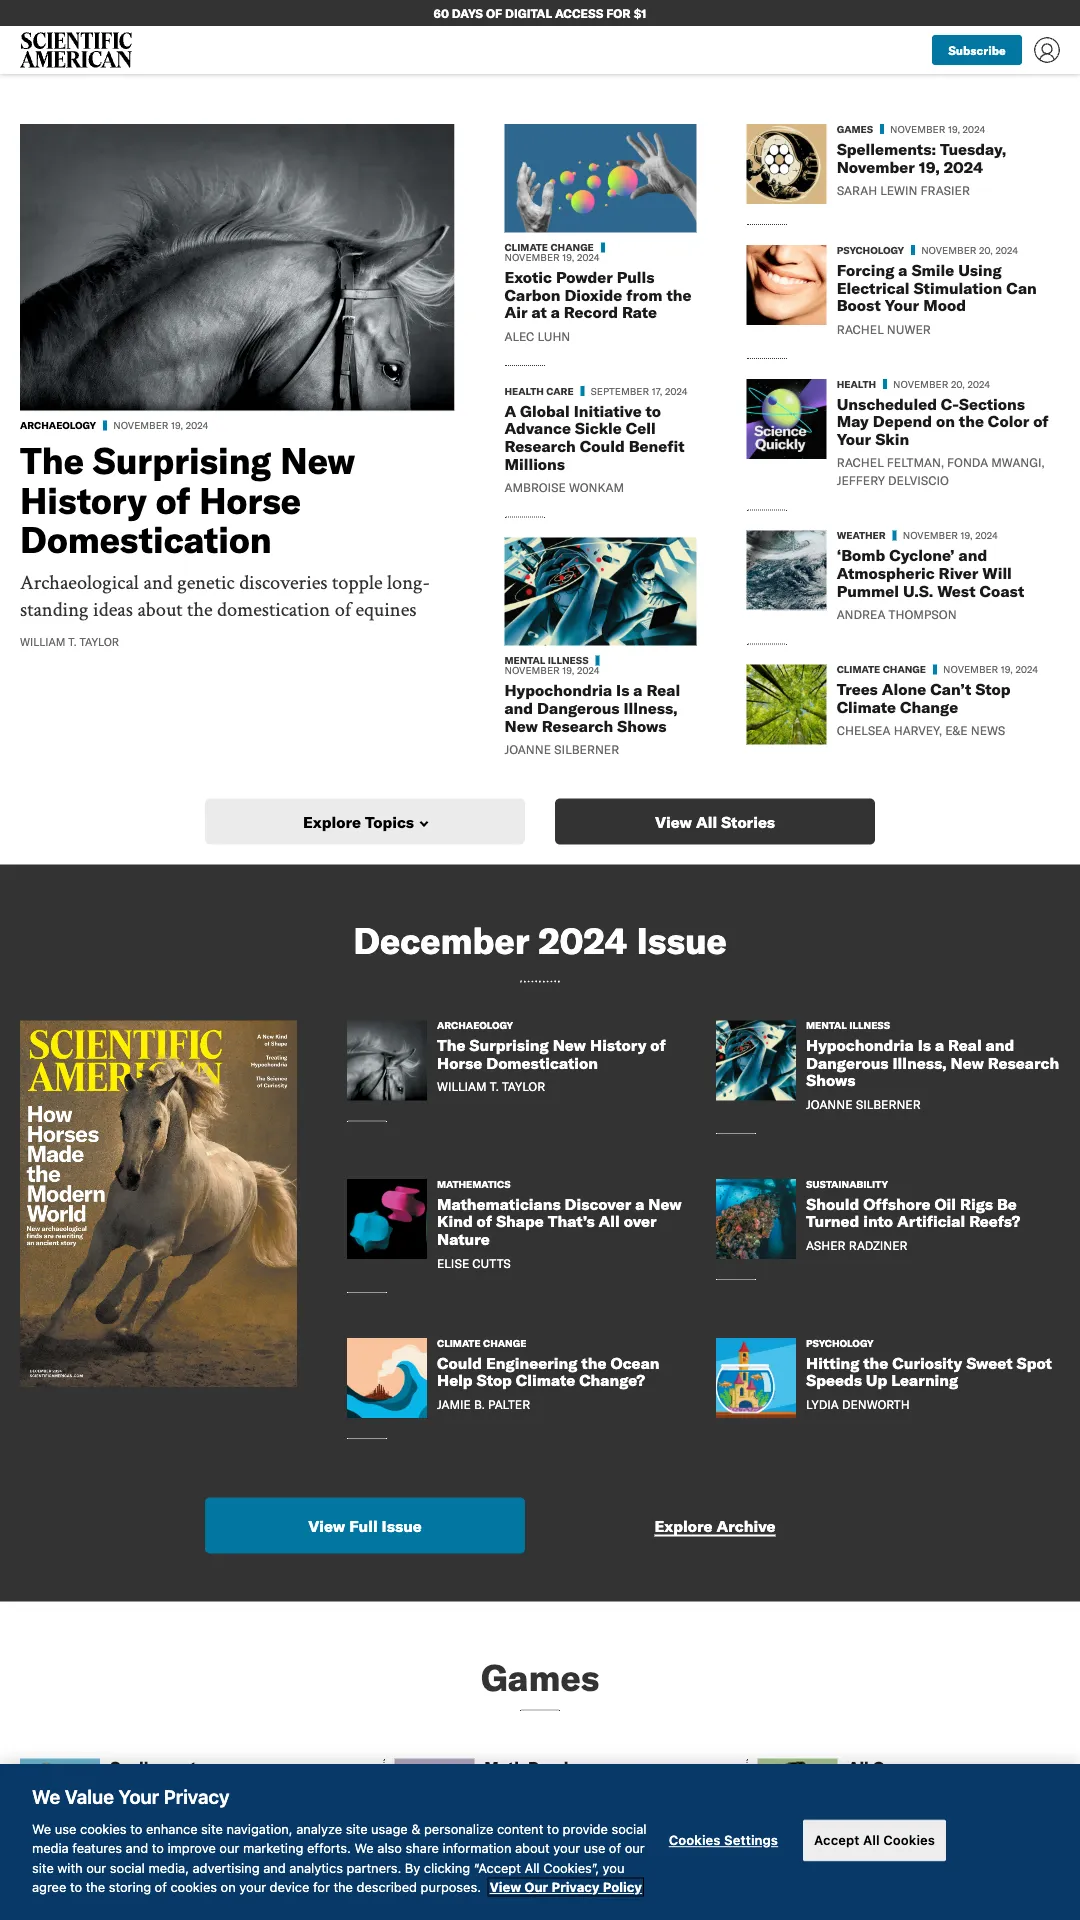 60 DAYS OF DIGITAL ACCESS FOR $1
SCIENTIFIC
AMERICAN
Subscribe
ARCHAEOLOGY NOVEMBER 19, 2024
The Surprising New
History of Horse
Domestication
Archaeological and genetic discoveries topple long-
standing ideas about the domestication of equines
WILLIAM T. TAYLOR
CLIMATE CHANGE
NOVEMBER 19, 2024
Exotic Powder Pulls
Carbon Dioxide from the
Air at a Record Rate
ALEC LUHN
HEALTH CARE SEPTEMBER 17, 2024
A Global Initiative to
Advance Sickle Cell
Research Could Benefit
Millions
AMBROISE WONKAM
MENTAL ILLNESS
NOVEMBER 19, 2024
Hypochondria Is a Real
and Dangerous Illness,
New Research Shows
JOANNE SILBERNER
GAMES NOVEMBER 19, 2024
Spellements: Tuesday,
November 19, 2024
SARAH LEWIN FRASIER
PSYCHOLOGY NOVEMBER 20, 2024
Forcing a Smile Using
Electrical Stimulation Can
Boost Your Mood
RACHEL NUWER
Science
Quickly
HEALTH NOVEMBER 20, 2024
Unscheduled C-Sections
May Depend on the Color of
Your Skin
RACHEL FELTMAN, FONDA MWANGI,
JEFFERY DELVISCIO
WEATHER NOVEMBER 19, 2024
‘Bomb Cyclone’ and
Atmospheric River Will
Pummel U.S. West Coast
ANDREA THOMPSON
CLIMATE CHANGE NOVEMBER 19, 2024
Trees Alone Can’t Stop
Climate Change
CHELSEA HARVEY, E&E NEWS
Explore Topics
View All Stories
December 2024 Issue
SCIENTIFIC
AMERICAN
A New Kind
of Shape
Treating
Hypochondria
The Science
of Curiosity
How
Horses
Made
the
Modern
World
New archaeological
finds are rewriting
an ancient story
DECEMBER 2024
SCIENTIFICAMERICAN.COM
ARCHAEOLOGY
The Surprising New History of
Horse Domestication
WILLIAM T. TAYLOR
MENTAL ILLNESS
Hypochondria Is a Real and
Dangerous Illness, New Research
Shows
JOANNE SILBERNER
MATHEMATICS
Mathematicians Discover a New
Kind of Shape That’s All over
Nature
ELISE CUTTS
SUSTAINABILITY
Should Offshore Oil Rigs Be
Turned into Artificial Reefs?
ASHER RADZINER
CLIMATE CHANGE
Could Engineering the Ocean
Help Stop Climate Change?
JAMIE B. PALTER
PSYCHOLOGY
Hitting the Curiosity Sweet Spot
Speeds Up Learning
LYDIA DENWORTH
View Full Issue
Explore Archive
Games
We Value Your Privacy
We use cookies to enhance site navigation, analyze site usage & personalize content to provide social
media features and to improve our marketing efforts. We also share information about your use of our
site with our social media, advertising and analytics partners. By clicking “Accept All Cookies”, you
agree to the storing of cookies on your device for the described purposes. View Our Privacy Policy
Cookies Settings
Accept All Cookies